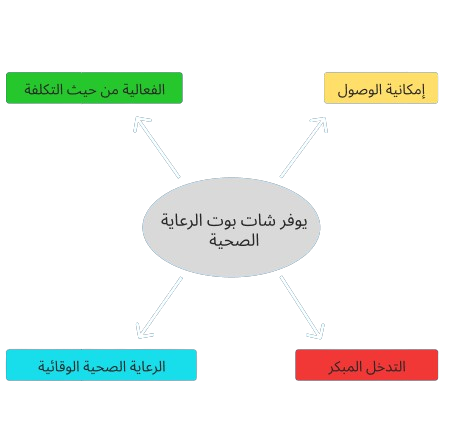 إمكانية الوصول
الفعالية من حيث التكلفة
يوفر شات بوت الرعاية
الصحية
التدخل المبكر
الرعاية الصحية الوقائية